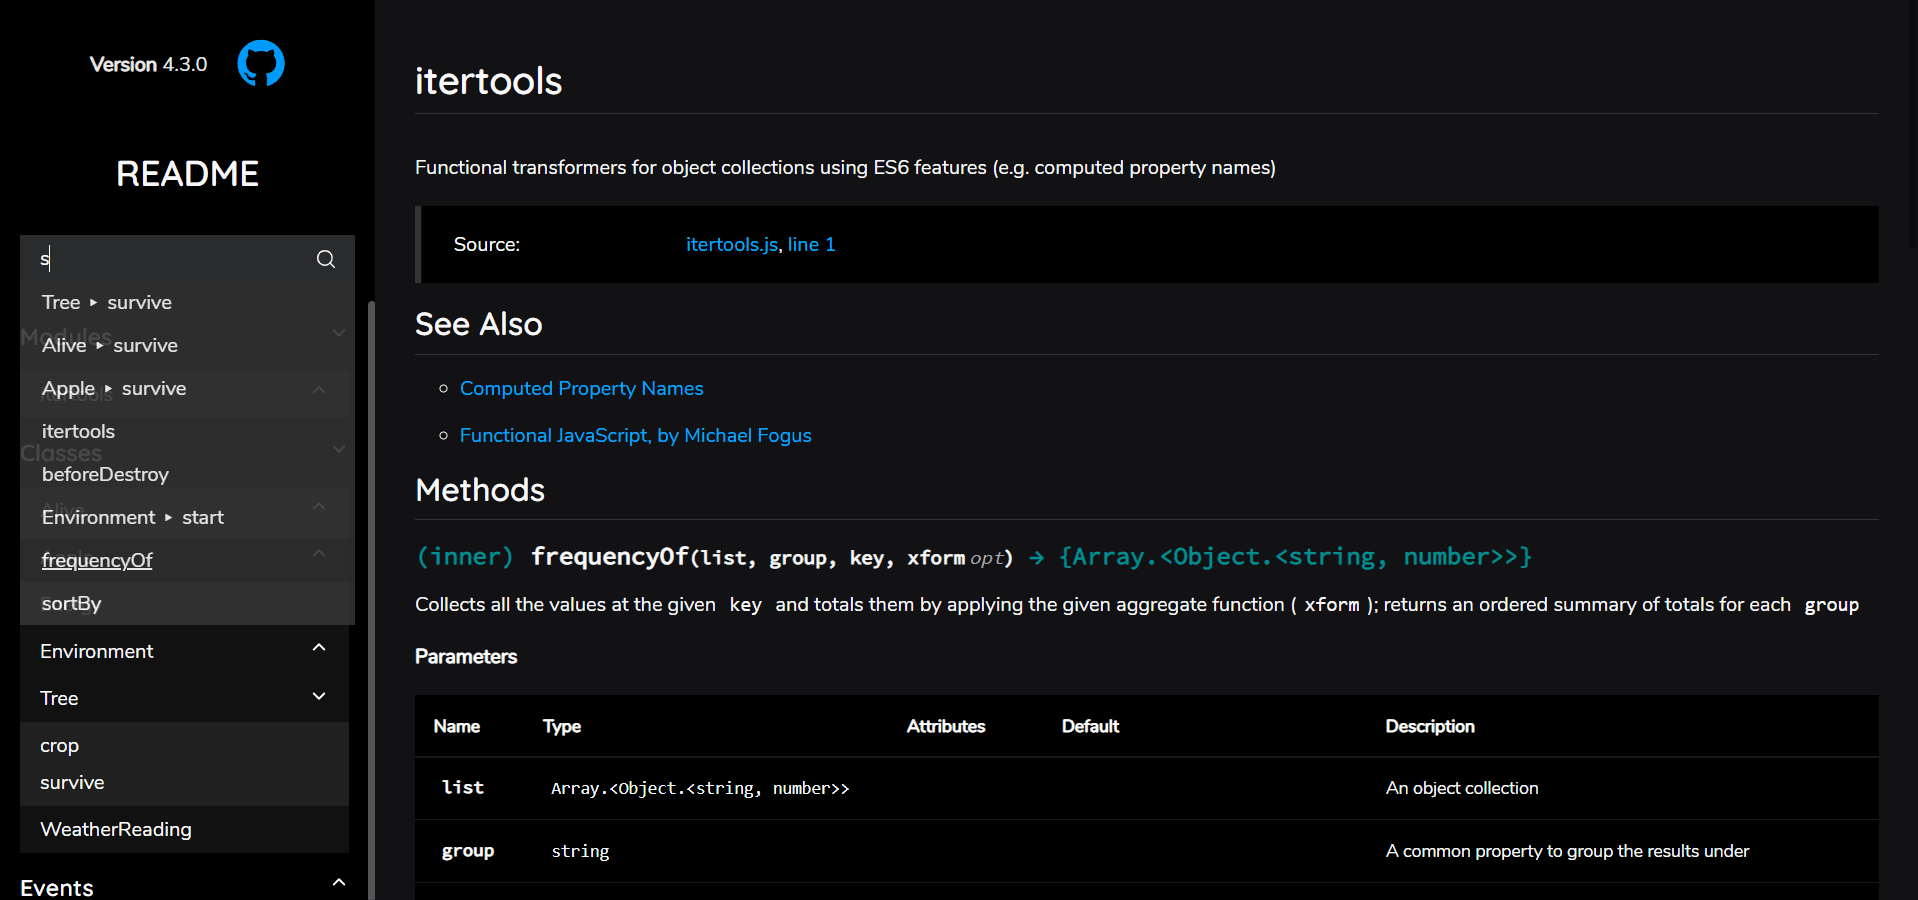 Version 4.3.0
README
s
Tree ▸ survive
Modules
Alive ▸ survive
Apple ▸ survive
itertools
itertools
Classes
beforeDestroy
Alive
Environment ▸ start
Apple
frequencyOf
sortBy
Environment
Tree
crop
survive
WeatherReading
Events
itertools
Functional transformers for object collections using ES6 features (e.g. computed property names)
Source: itertools.js, line 1
See Also
Computed Property Names
Functional JavaScript, by Michael Fogus
Methods
(inner) frequencyOf(list, group, key, xform opt) → {Array.<Object.<string, number>>}
Collects all the values at the given key and totals them by applying the given aggregate function ( xform ); returns an ordered summary of totals for each group
Parameters
Name Type Attributes Default Description
list Array.<Object.<string, number>> An object collection
group string A common property to group the results under